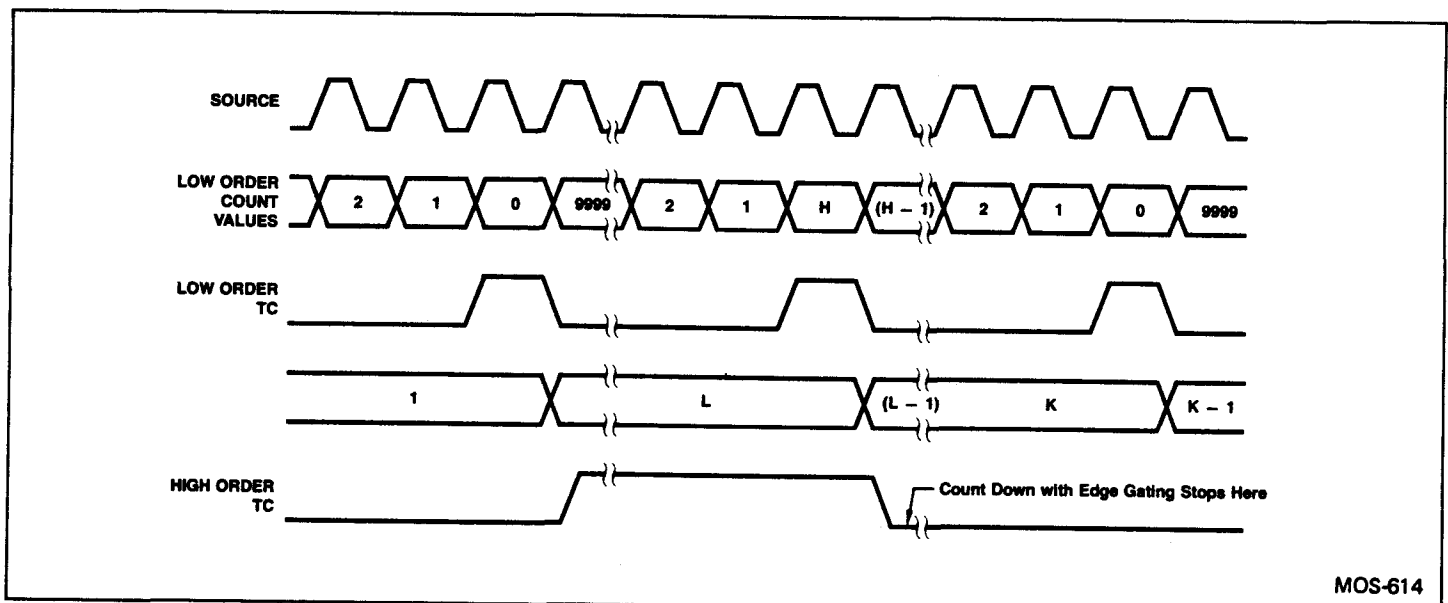 SOURCE
LOW ORDER
COUNT
VALUES
2 1 0 9999 2 1 H (H – 1) 2 1 0 9999
LOW ORDER
TC
1 L (L – 1) K K – 1
HIGH ORDER
TC
Count Down with Edge Gating Stops Here
MOS-614